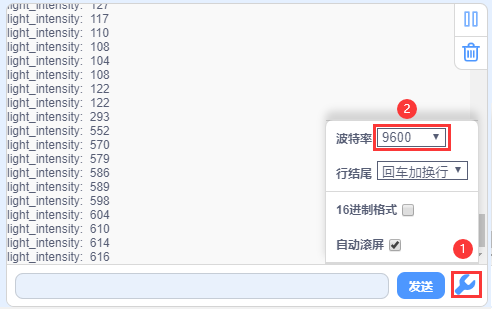 light_intensity: 127
light_intensity: 117
light_intensity: 110
light_intensity: 108
light_intensity: 104
light_intensity: 108
light_intensity: 122
light_intensity: 122
light_intensity: 293
light_intensity: 552
light_intensity: 570
light_intensity: 579
light_intensity: 586
light_intensity: 589
light_intensity: 598
light_intensity: 604
light_intensity: 610
light_intensity: 614
light_intensity: 616
2
波特率 9600
行结尾 回车加换行
16进制格式
自动滚屏
1
发送